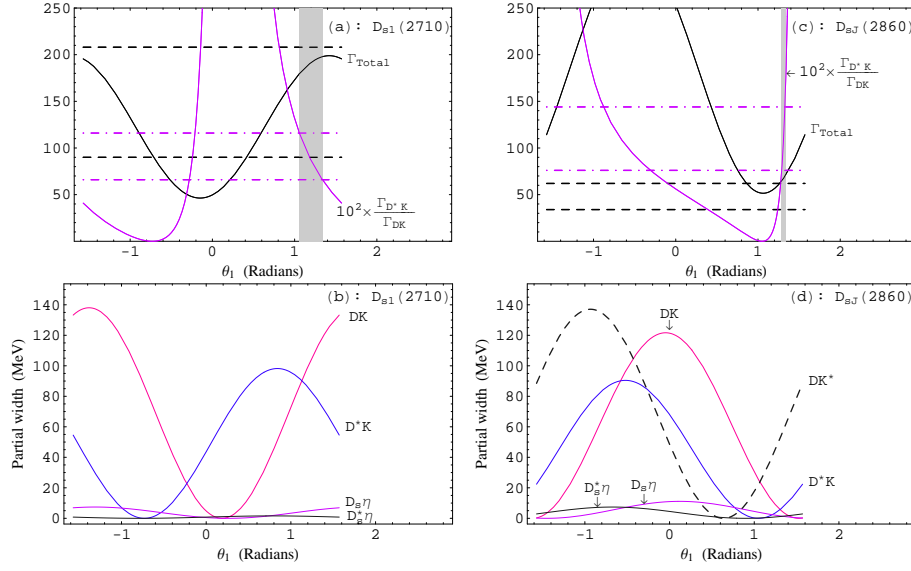 (a): Ds1(2710)
250
200
150
100
50
ΓTotal
10²×ΓD*K/ΓDK
-1 0 1 2
θ1 (Radians)
(c): DsJ(2860)
250
200
150
100
50
10²×ΓD*K/ΓDK
ΓTotal
-1 0 1 2
θ1 (Radians)
(b): Ds1(2710)
Partial width (MeV)
140
120
100
80
60
40
20
0
DK
D*K
Dsη
Ds*η
-1 0 1 2
θ1 (Radians)
(d): DsJ(2860)
Partial width (MeV)
140
120
100
80
60
40
20
0
DK
DK*
D*K
Ds*η
Dsη
-1 0 1 2
θ1 (Radians)